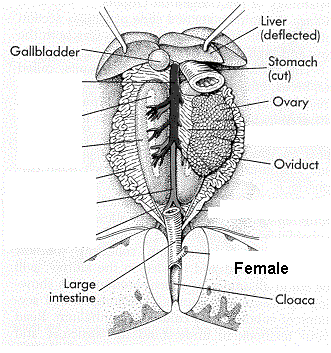 Liver
(deflected)
Gallbladder
Stomach
(cut)
Ovary
Oviduct
Female
Large
intestine
Cloaca